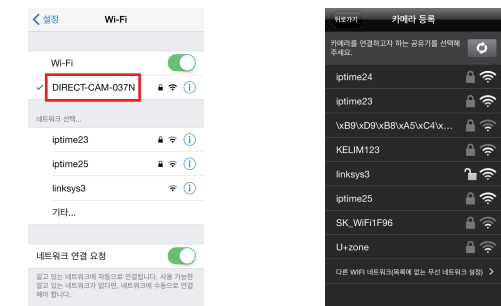 설정
Wi-Fi
Wi-Fi
DIRECT-CAM-037N
네트워크 선택...
iptime23
iptime25
linksys3
기타...
네트워크 연결 요청
알고 있는 네트워크에 자동으로 연결됩니다. 사용 가능한
알고 있는 네트워크가 없다면, 네트워크에 수동으로 연결
해야 합니다.
뒤로가기
카메라 등록
카메라를 연결하고자 하는 공유기를 선택해
주세요.
iptime24
iptime23
\xB9\xD9\xB8\xA5\xC4\x...
KELIM123
linksys3
iptime25
SK_WiFi1F96
U+zone
다른 WIFI 네트워크(목록에 없는 무선 네트워크 설정)